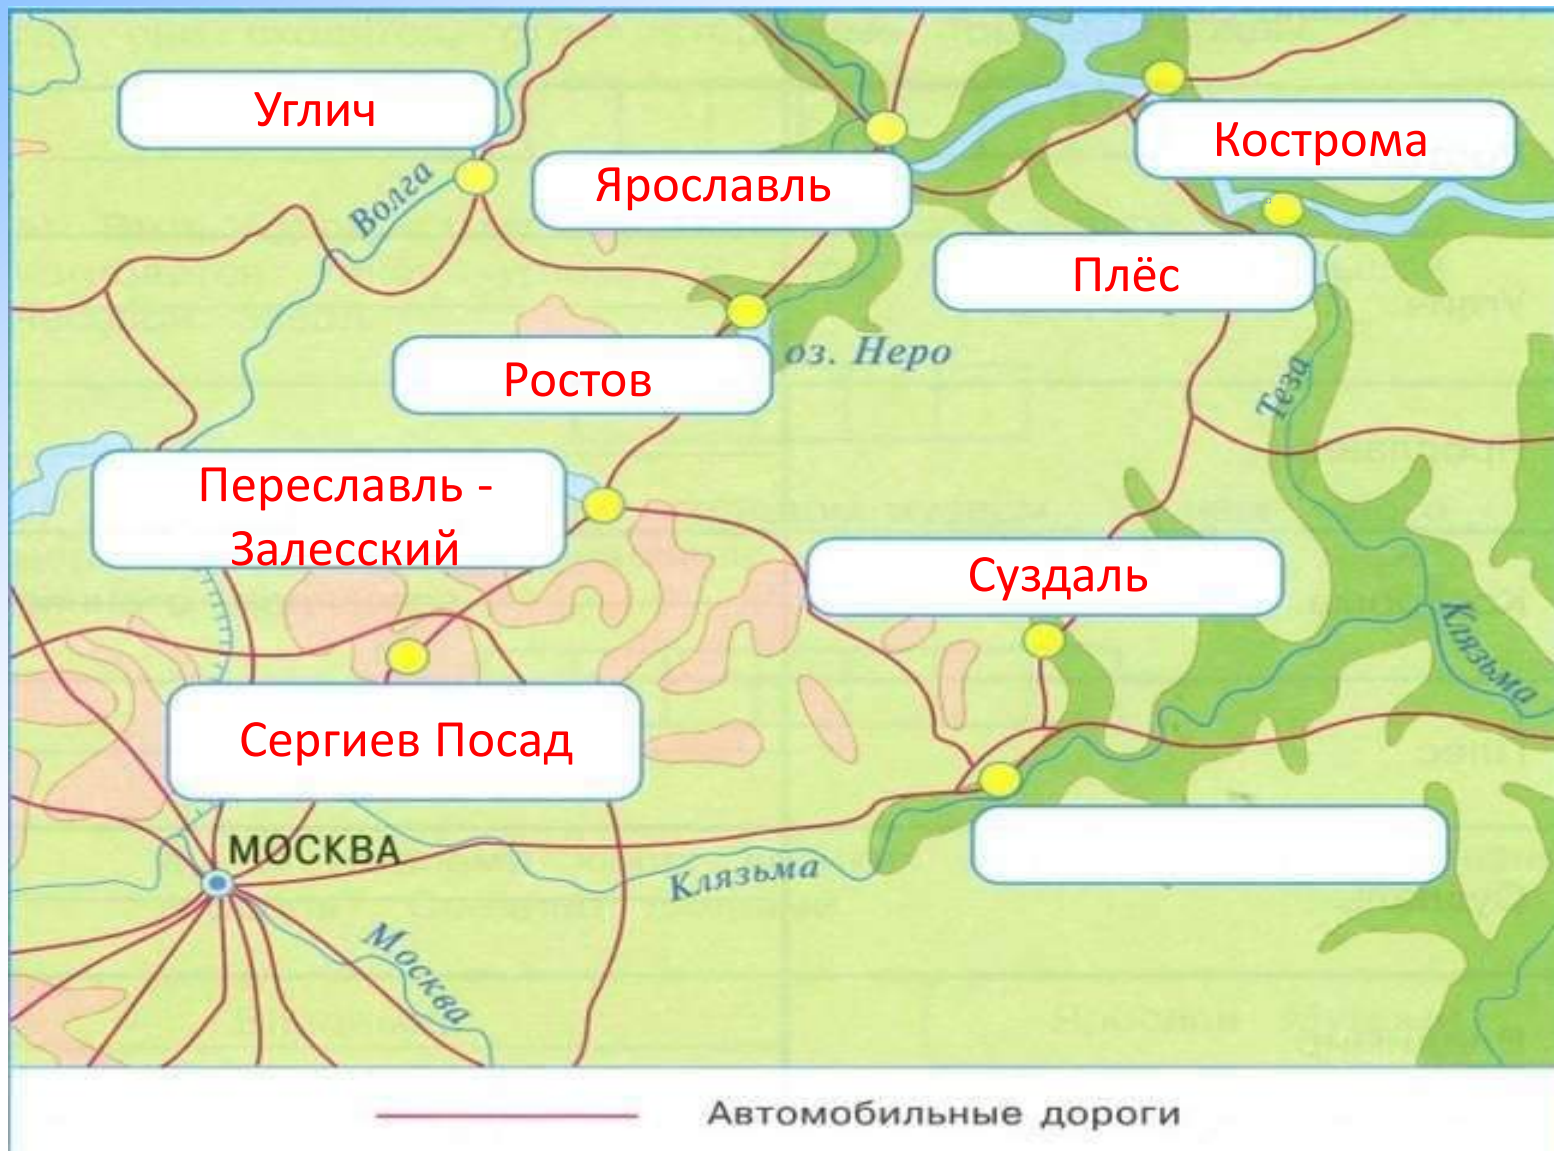 Углич
Кострома
Ярославль
Волга
Плёс
оз. Неро
Ростов
Теза
Переславль -
Залесский
Суздаль
Клязьма
Сергиев Посад
МОСКВА
Клязьма
Москва
Автомобильные дороги